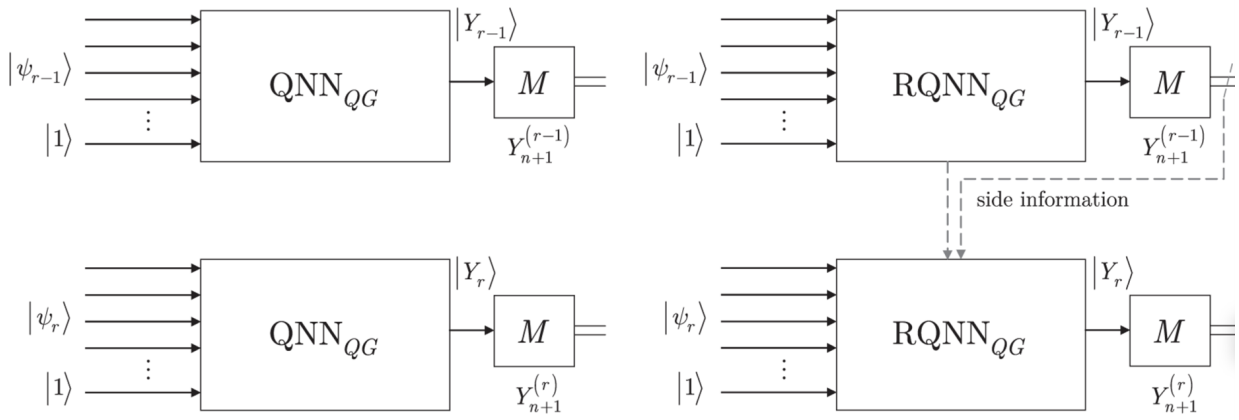 |Y_{r−1}⟩
|ψ_{r−1}⟩
QNN_{QG}
M
⋮
|1⟩
Y_{n+1}^{(r−1)}
|Y_{r−1}⟩
|ψ_{r−1}⟩
RQNN_{QG}
M
⋮
|1⟩
Y_{n+1}^{(r−1)}
side information
|Y_r⟩
|ψ_r⟩
QNN_{QG}
M
⋮
|1⟩
Y_{n+1}^{(r)}
|Y_r⟩
|ψ_r⟩
RQNN_{QG}
M
⋮
|1⟩
Y_{n+1}^{(r)}